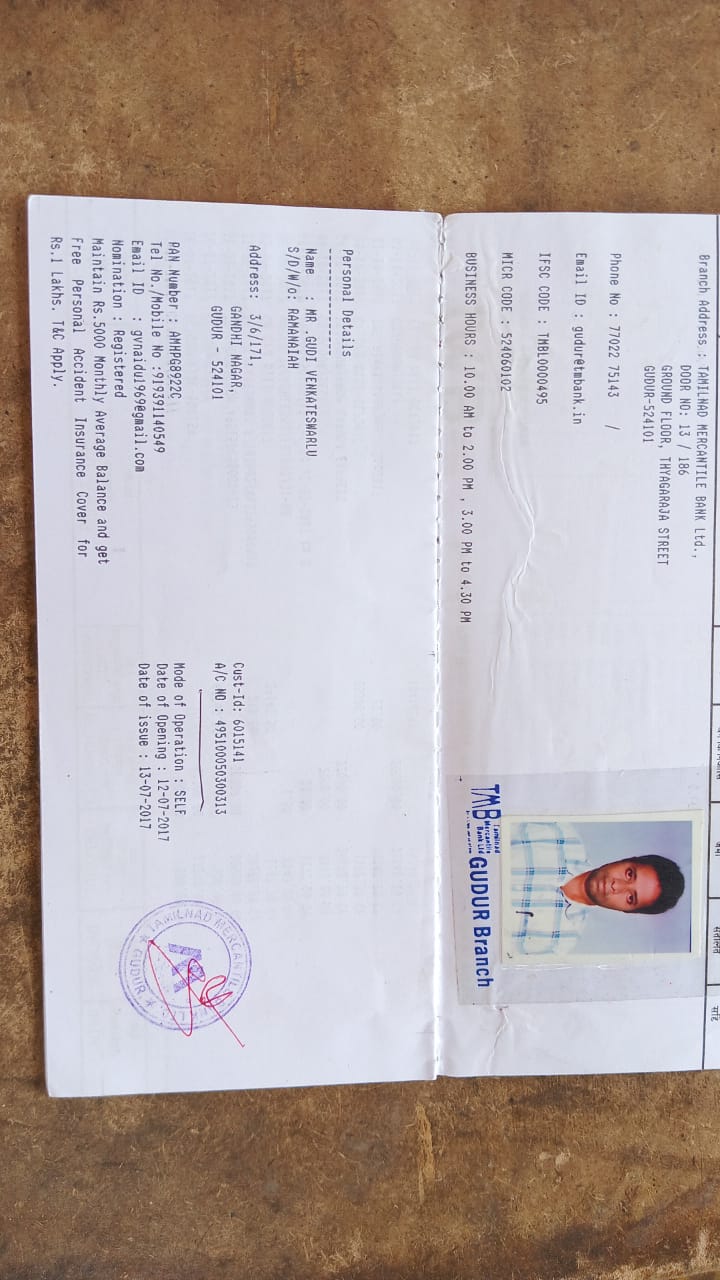 Branch Address : TAMILNAD MERCANTILE BANK Ltd.,
DOOR NO: 13 / 186
GROUND FLOOR, THYAGARAJA STREET
GUDUR-524101
Phone No : 77022 75143 /
Email ID : gudur@tmbank.in
IFSC CODE : TMBL0000495
MICR CODE : 524060102
BUSINESS HOURS : 10.00 AM to 2.00 PM , 3.00 PM to 4.30 PM
TMB Tamilnad Mercantile Bank Ltd GUDUR Branch
Personal Details
----------------
Name : MR .GUDI VENKATESWARLU
S/D/W/o: RAMANAIAH
Address: 3/6/171,
GANDHI NAGAR,
GUDUR - 524101
Cust-Id: 6015141
A/C NO : 495100050300313
Mode of Operation : SELF
Date of Opening : 12-07-2017
Date of issue : 13-07-2017
PAN Number : AMHPG8922C
Tel No./Mobile No :919391140549
Email ID : gvnaidu1969@gmail.com
Nomination : Registered
Maintain Rs.5000 Monthly Average Balance and get
Free Personal Accident Insurance Cover for
Rs.1 Lakhs. T&C Apply.
TAMILNAD MERCANTILE BANK LTD.
GUDUR